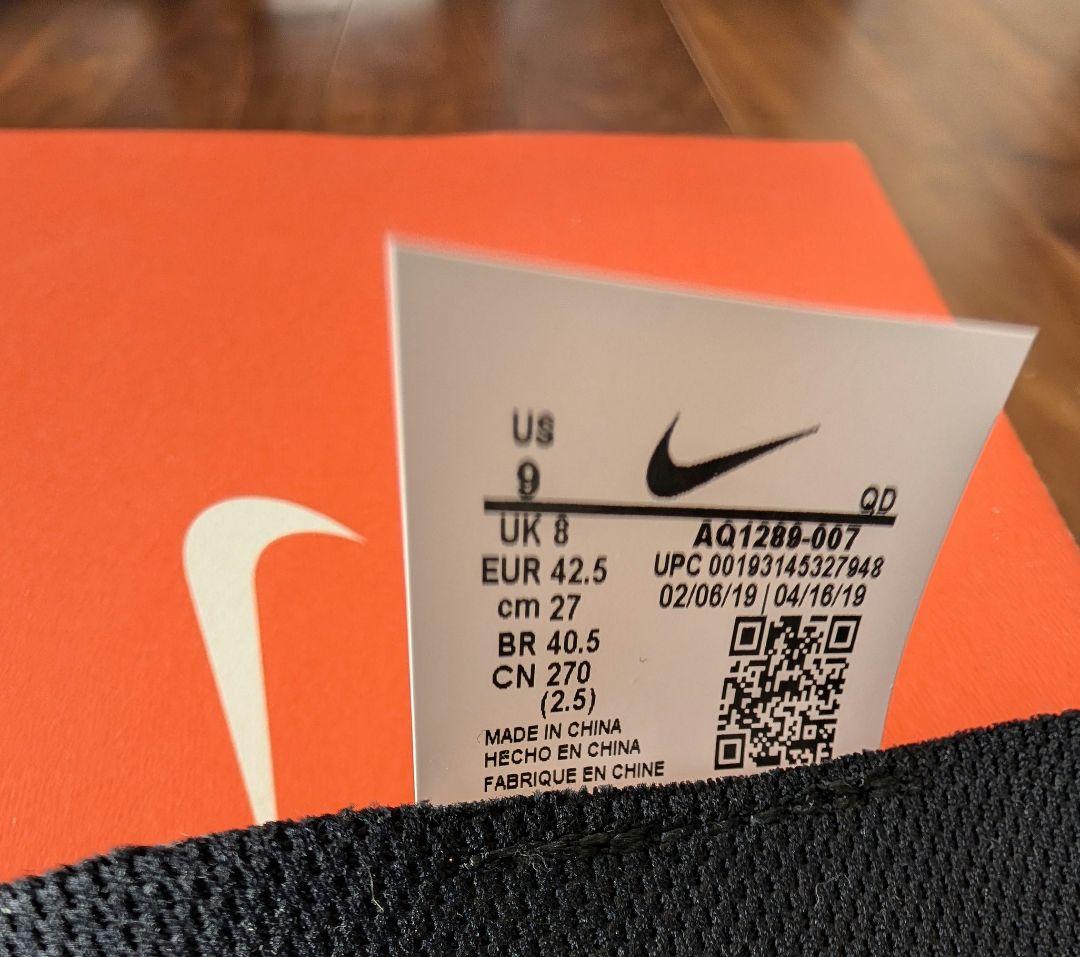 US
9
QD
UK 8
AQ1289-007
EUR 42.5
UPC 00193145327948
cm 27
02/06/19 | 04/16/19
BR 40.5
CN 270
(2.5)
MADE IN CHINA
HECHO EN CHINA
FABRIQUE EN CHINE